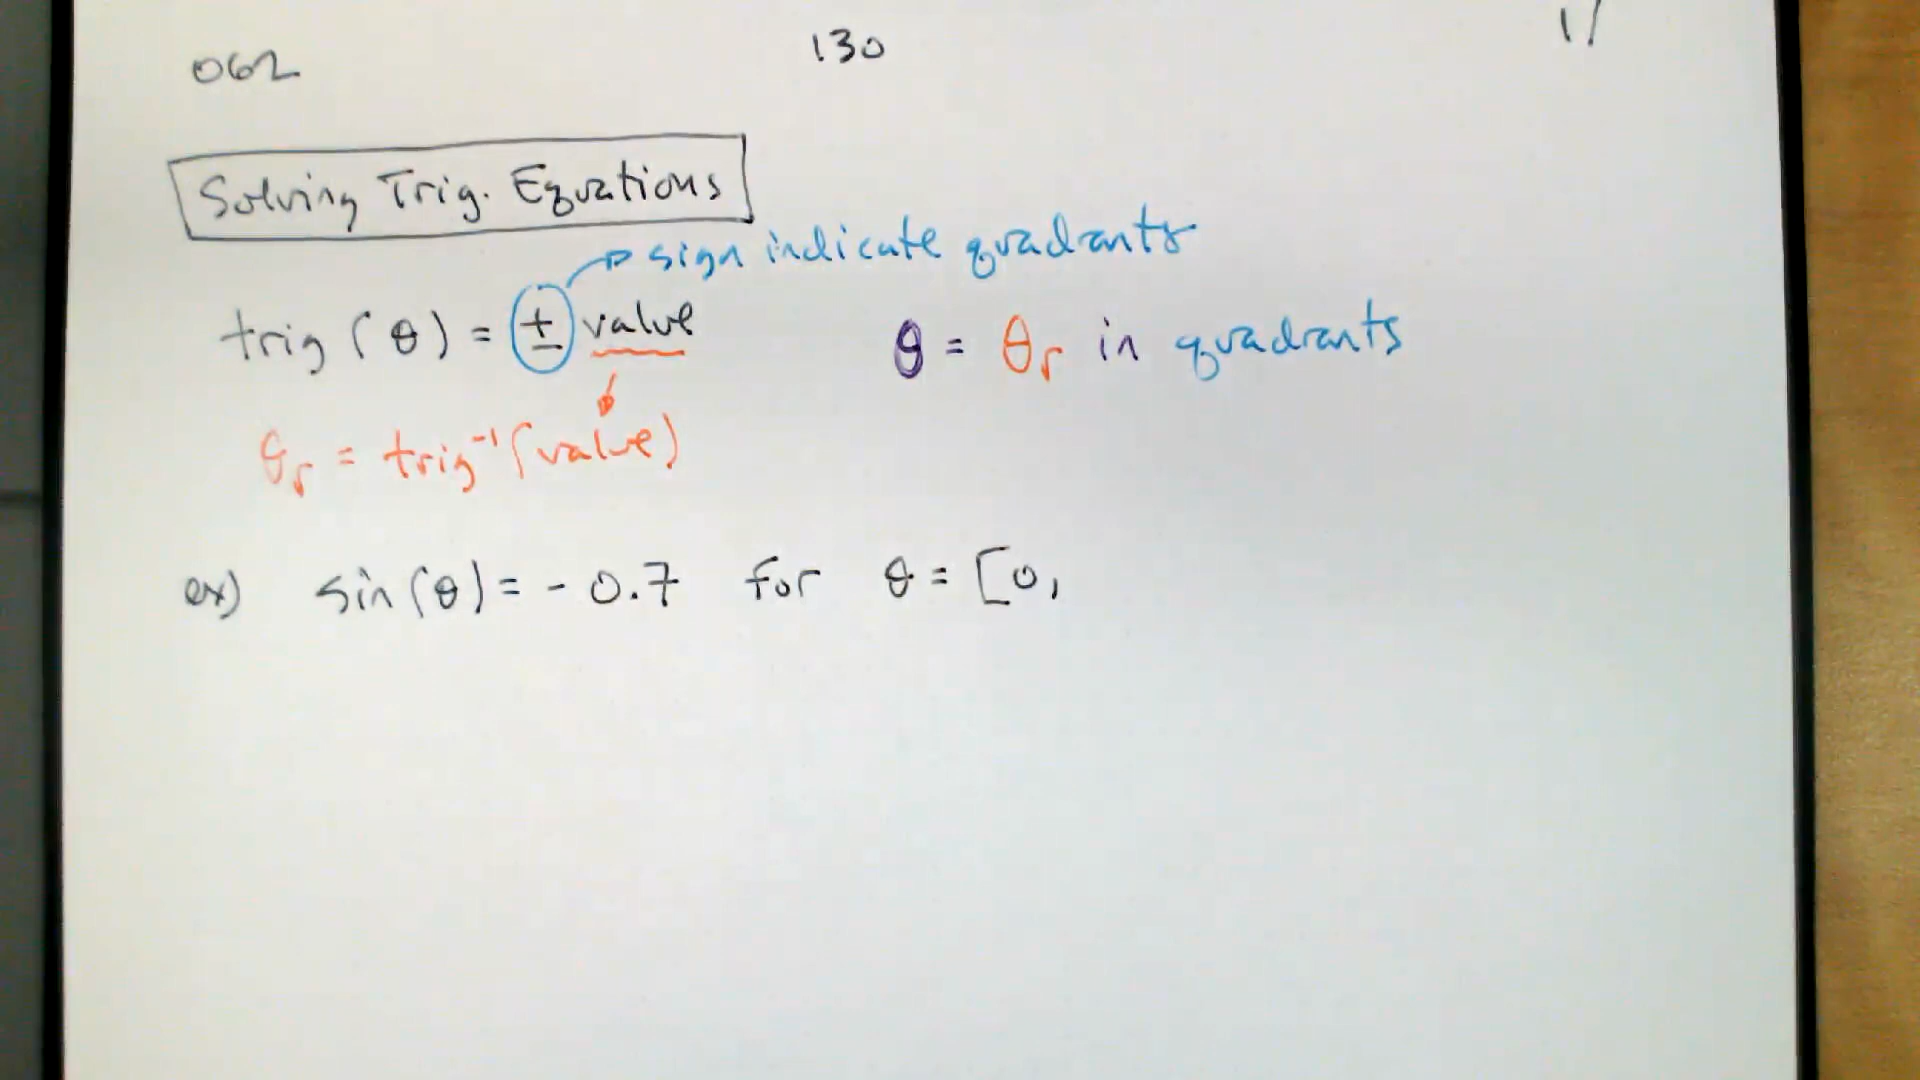 062 130 1/
Solving Trig. Equations
sign indicate quadrants
trig (θ) = ± value θ = θr in quadrants
θr = trig⁻¹(value)
ex) sin(θ) = - 0.7 for θ = [0,